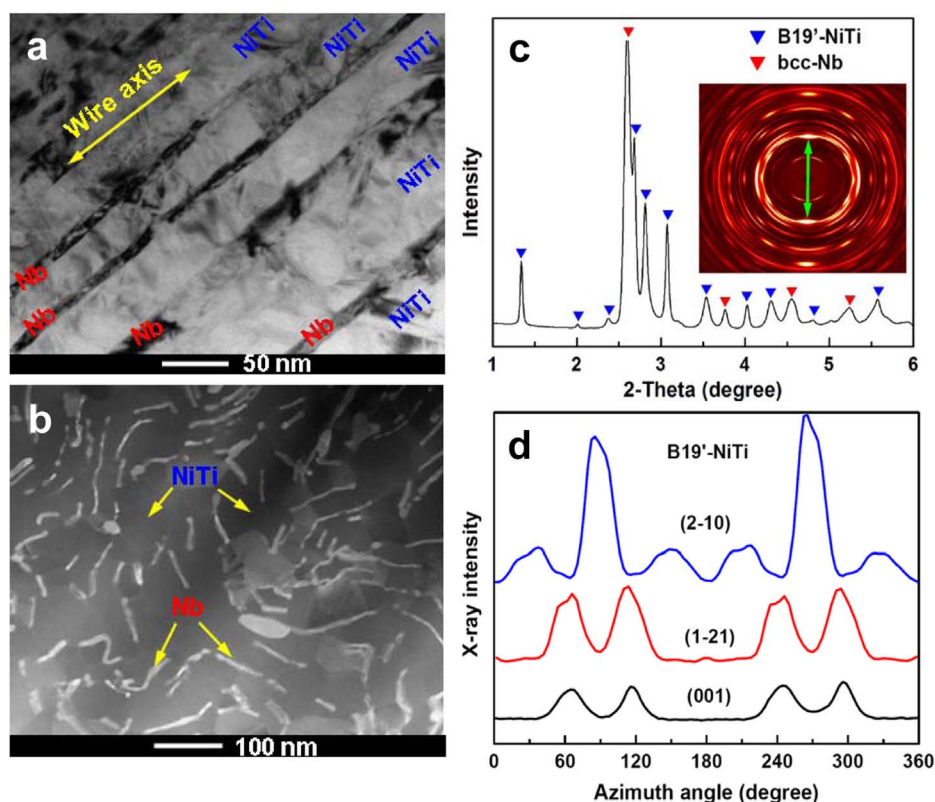 a
Wire axis
NiTi
NiTi
NiTi
NiTi
NiTi
Nb
Nb
Nb
Nb
50 nm
b
NiTi
Nb
100 nm
c
B19’-NiTi
bcc-Nb
Intensity
1 2 3 4 5 6
2-Theta (degree)
d
B19'-NiTi
(2-10)
(1-21)
(001)
X-ray intensity
0 60 120 180 240 300 360
Azimuth angle (degree)